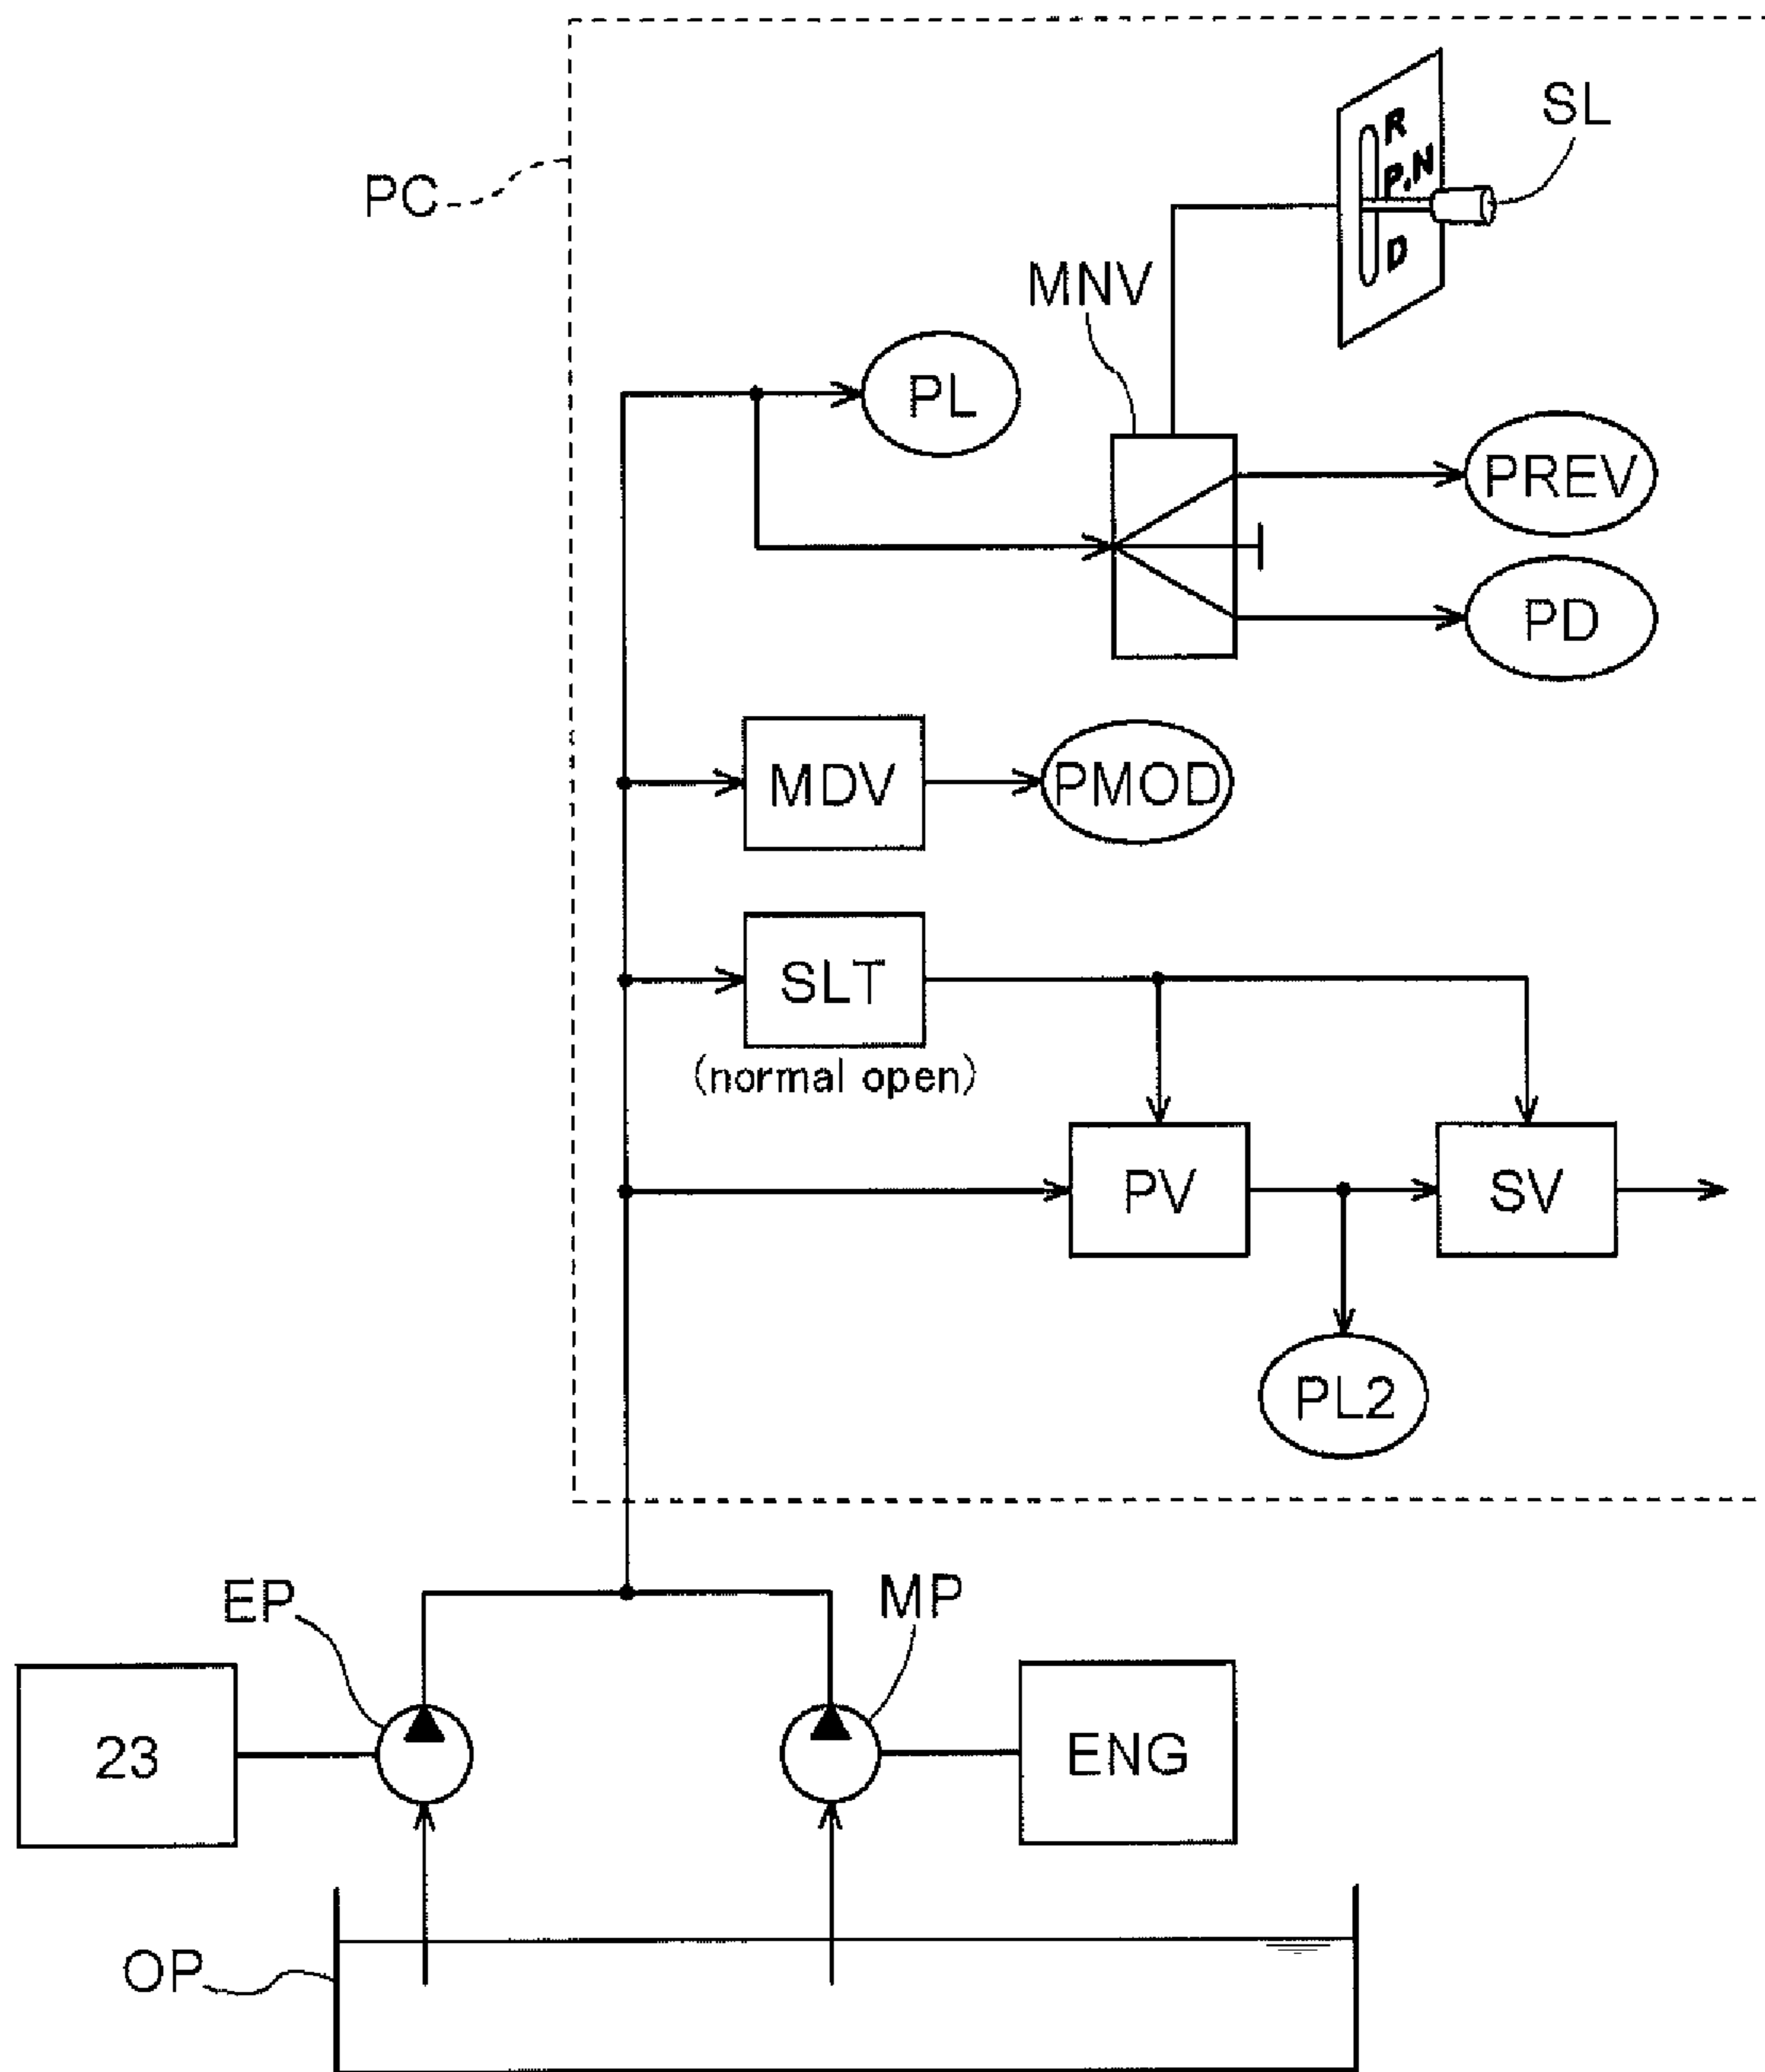 SL
R
P,N
D
PC
MNV
PL
PREV
PD
MDV
PMOD
SLT
(normal open)
PV
SV
PL2
EP
MP
23
ENG
OP